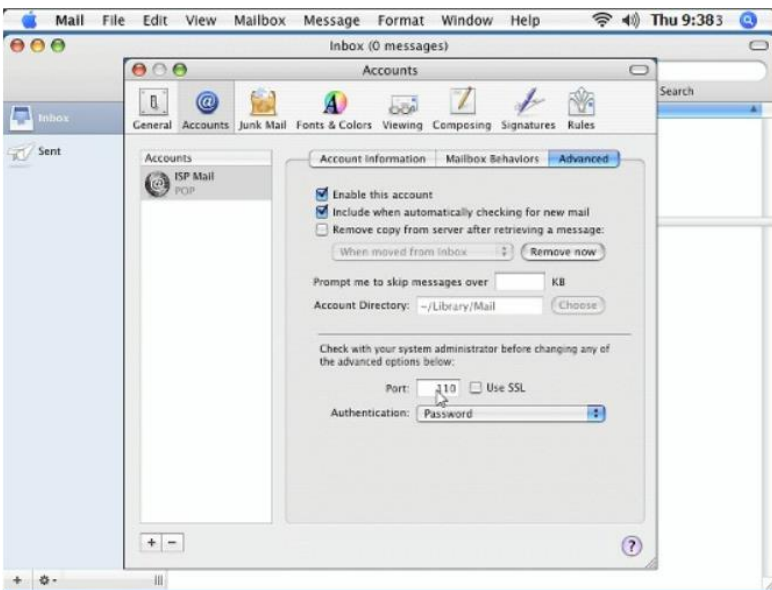 Mail File Edit View Mailbox Message Format Window Help Thu 9:383
Inbox (0 messages)
Accounts
Search
General Accounts Junk Mail Fonts & Colors Viewing Composing Signatures Rules
Inbox
Sent
Accounts
ISP Mail
POP
Account Information Mailbox Behaviors Advanced
Enable this account
Include when automatically checking for new mail
Remove copy from server after retrieving a message:
When moved from Inbox Remove now
Prompt me to skip messages over KB
Account Directory: ~/Library/Mail Choose
Check with your system administrator before changing any of
the advanced options below:
Port: 110 Use SSL
Authentication: Password